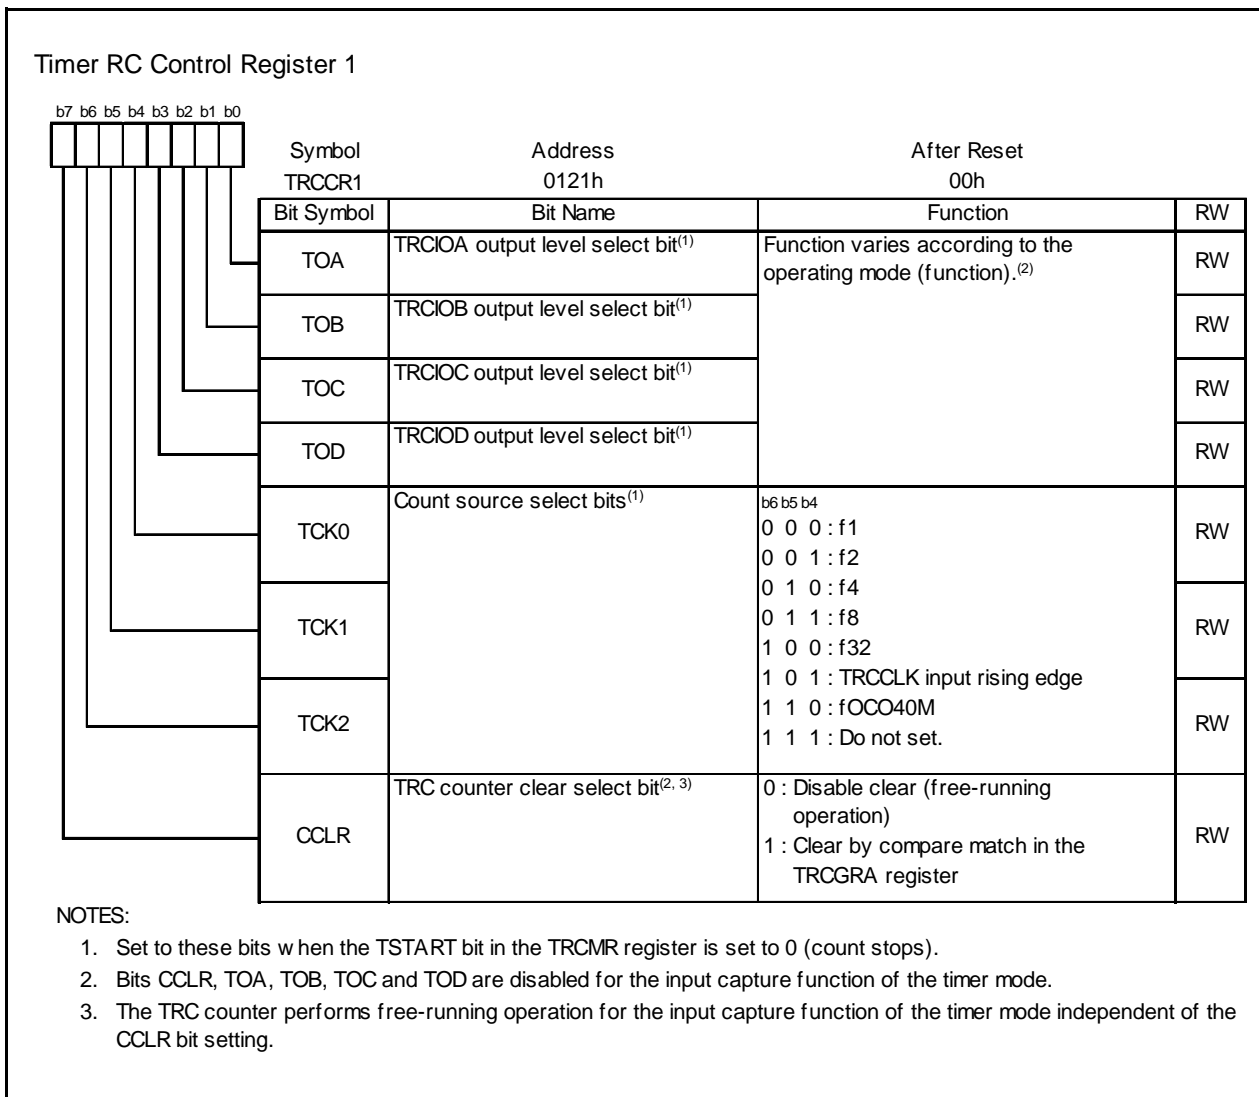 Timer RC Control Register 1
b7 b6 b5 b4 b3 b2 b1 b0
Symbol Address After Reset
TRCCR1 0121h 00h
Bit Symbol Bit Name Function RW
TOA TRCIOA output level select bit(1) Function varies according to the RW
operating mode (function).(2)
TOB TRCIOB output level select bit(1) RW
TOC TRCIOC output level select bit(1) RW
TOD TRCIOD output level select bit(1) RW
Count source select bits(1) b6 b5 b4
TCK0 0 0 0 : f1 RW
0 0 1 : f2
0 1 0 : f4
TCK1 0 1 1 : f8 RW
1 0 0 : f32
1 0 1 : TRCCLK input rising edge
TCK2 1 1 0 : fOCO40M RW
1 1 1 : Do not set.
TRC counter clear select bit(2, 3) 0 : Disable clear (free-running
operation)
CCLR 1 : Clear by compare match in the RW
TRCGRA register
NOTES:
1. Set to these bits when the TSTART bit in the TRCMR register is set to 0 (count stops).
2. Bits CCLR, TOA, TOB, TOC and TOD are disabled for the input capture function of the timer mode.
3. The TRC counter performs free-running operation for the input capture function of the timer mode independent of the
CCLR bit setting.